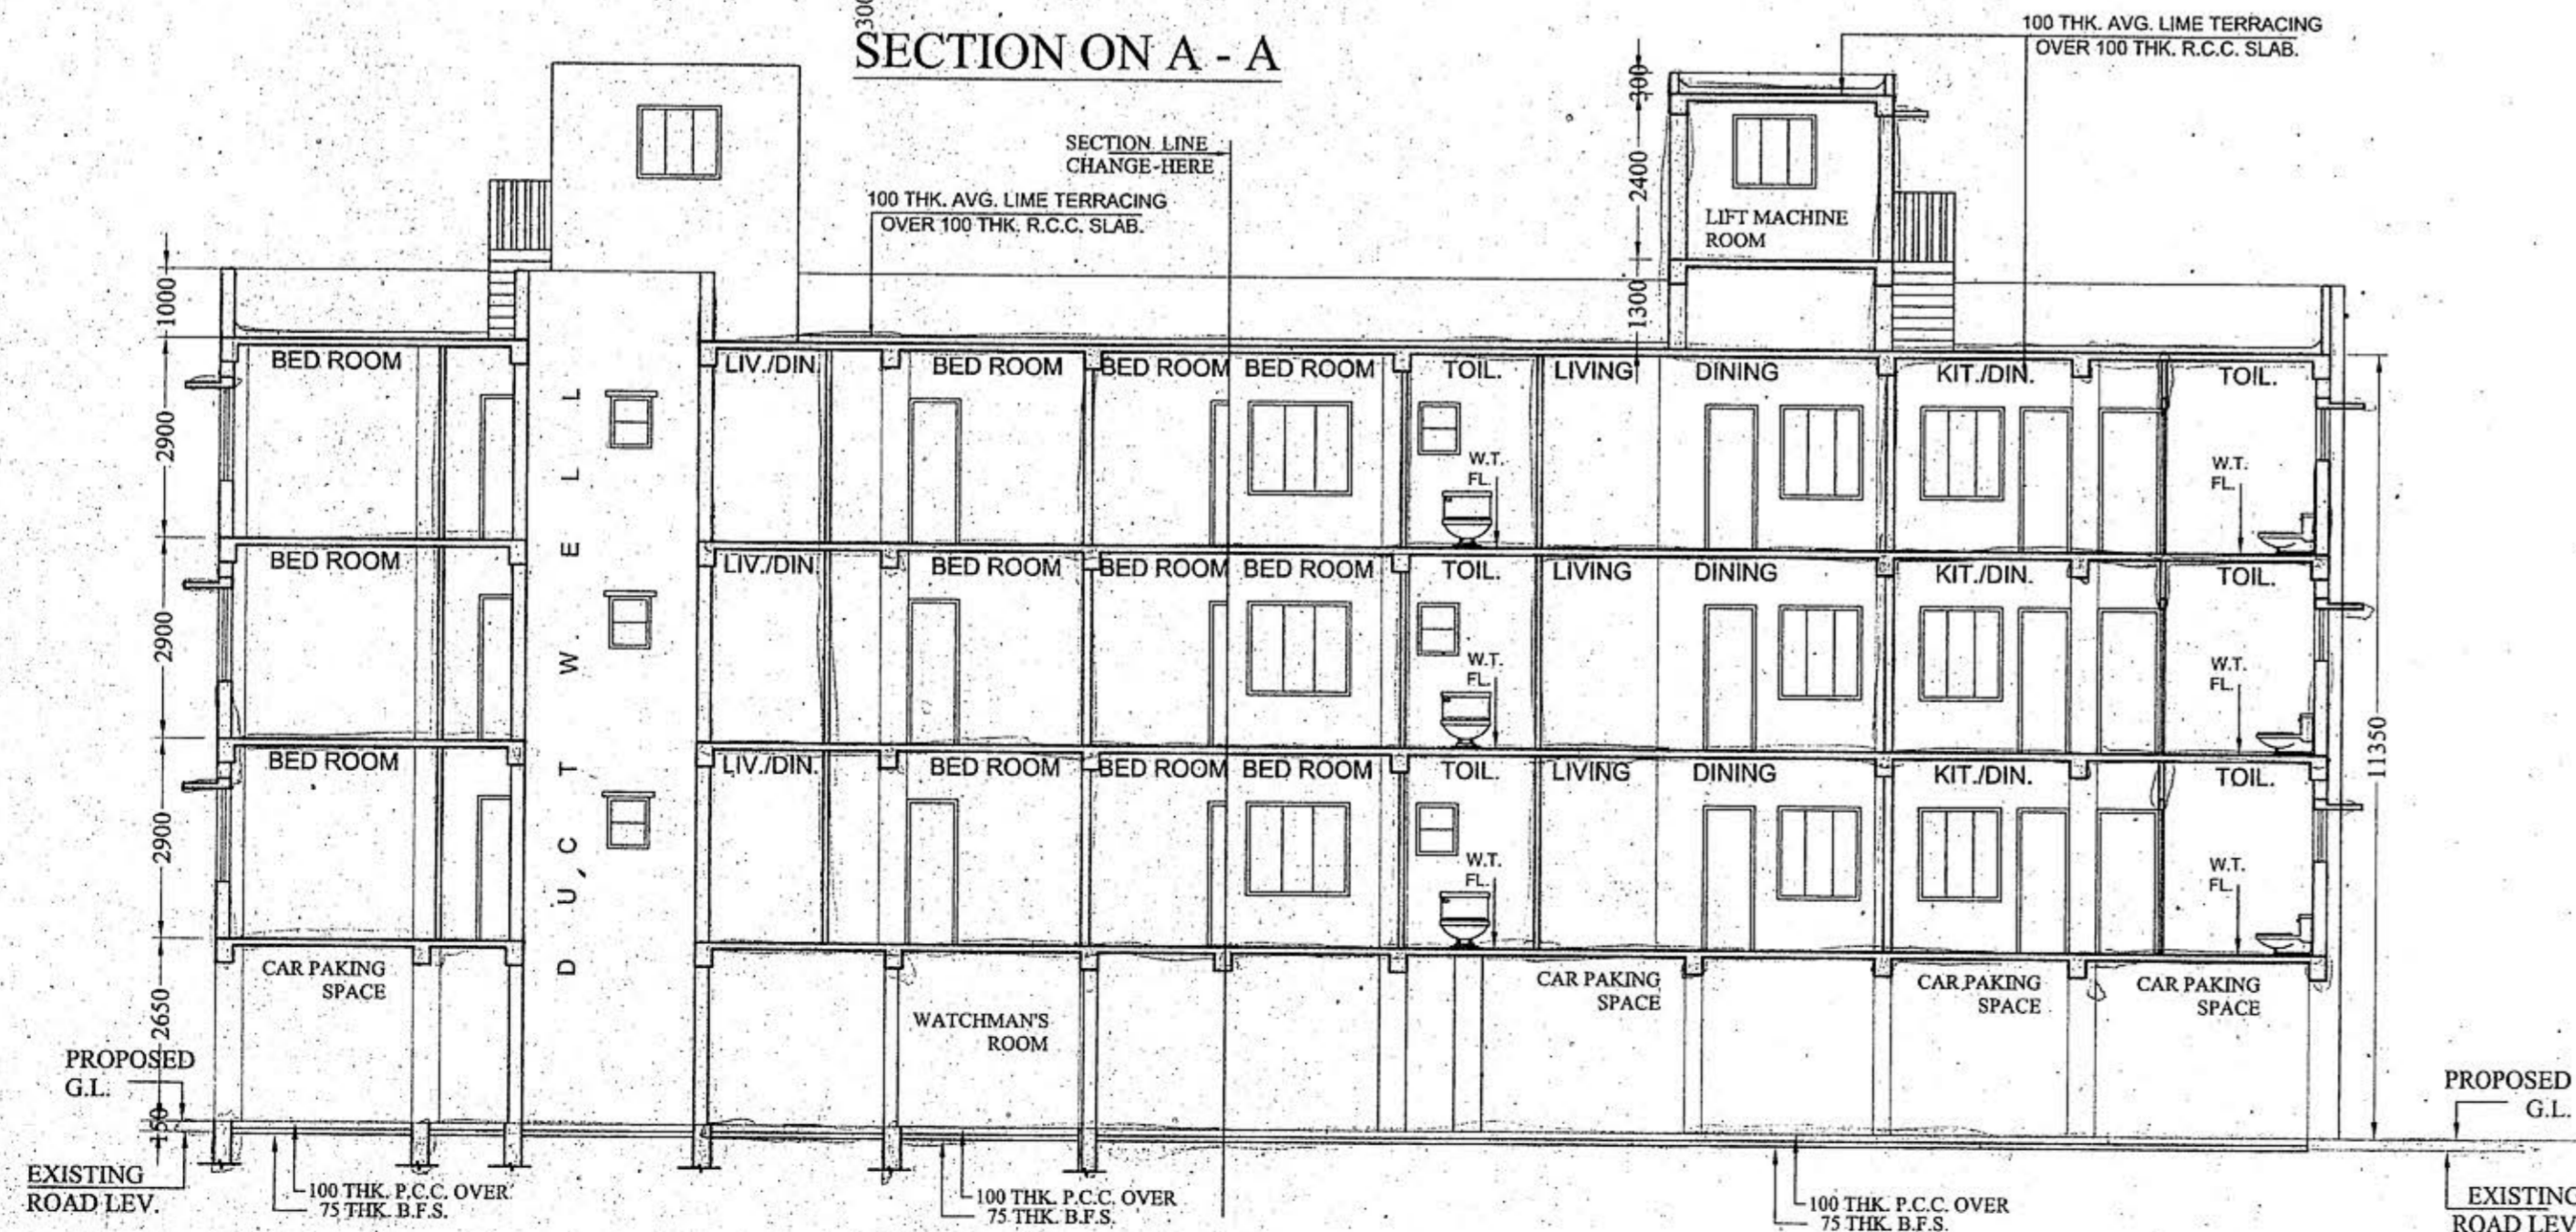 300
SECTION ON A - A
100 THK. AVG. LIME TERRACING
OVER 100 THK. R.C.C. SLAB.
SECTION LINE
CHANGE-HERE
100 THK. AVG. LIME TERRACING
OVER 100 THK. R.C.C. SLAB.
300
2400
1300
LIFT MACHINE
ROOM
1000
2900
2900
2900
2650
150
11350
BED ROOM
LIV./DIN.
BED ROOM
BED ROOM
BED ROOM
TOIL.
LIVING
DINING
KIT./DIN.
TOIL.
W.T.
FL.
W.T.
FL.
BED ROOM
LIV./DIN.
BED ROOM
BED ROOM
BED ROOM
TOIL.
LIVING
DINING
KIT./DIN.
TOIL.
W.T.
FL.
W.T.
FL.
BED ROOM
LIV./DIN.
BED ROOM
BED ROOM
BED ROOM
TOIL.
LIVING
DINING
KIT./DIN.
TOIL.
W.T.
FL.
W.T.
FL.
DUCT WELL
CAR PAKING
SPACE
WATCHMAN'S
ROOM
CAR PAKING
SPACE
CAR PAKING
SPACE
CAR PAKING
SPACE
PROPOSED
G.L.
PROPOSED
G.L.
EXISTING
ROAD LEV.
100 THK. P.C.C. OVER
75 THK. B.F.S.
100 THK. P.C.C. OVER
75 THK. B.F.S.
100 THK. P.C.C. OVER
75 THK. B.F.S.
EXISTING
ROAD LEV.